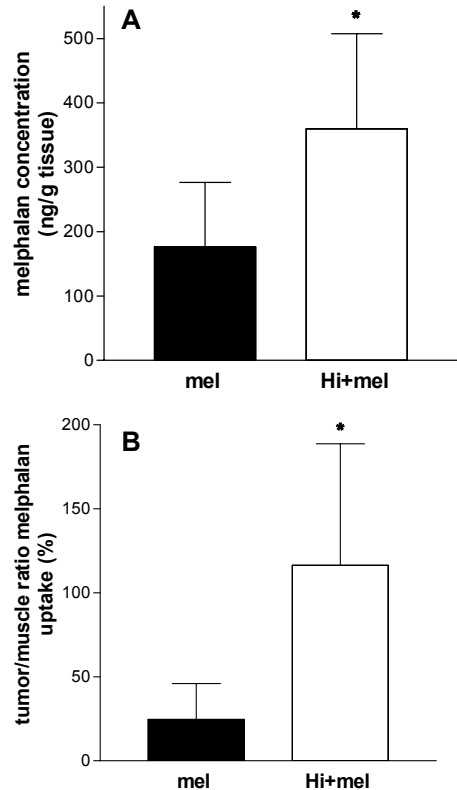 A
melphalan concentration
(ng/g tissue)
500
400
300
200
100
0
*
mel
Hi+mel
B
tumor/muscle ratio melphalan
uptake (%)
200
150
100
50
0
*
mel
Hi+mel